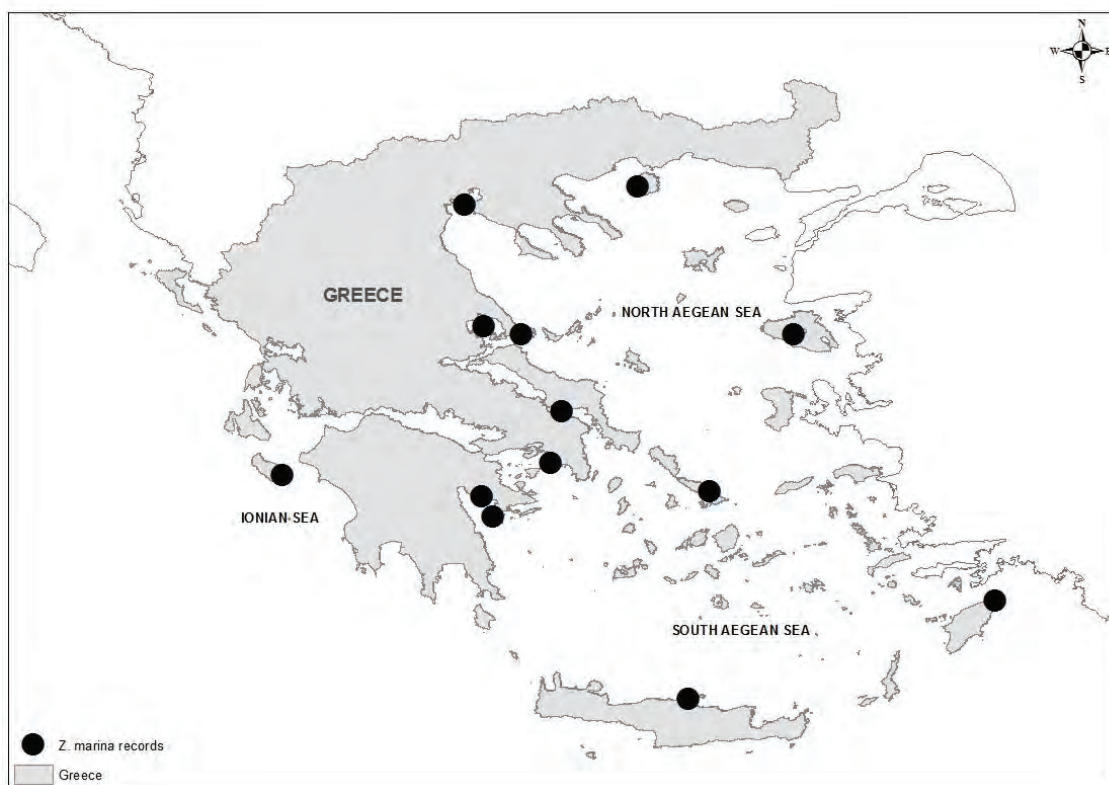 N
W E
S
GREECE
NORTH AEGEAN SEA
IONIAN SEA
SOUTH AEGEAN SEA
Z. marina records
Greece